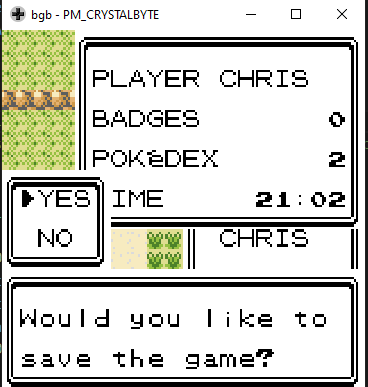 bgb - PM_CRYSTALBYTE
PLAYER CHRIS
BADGES 0
POKéDEX 2
IME 21:02
▶YES
NO
CHRIS
Would you like to
save the game?